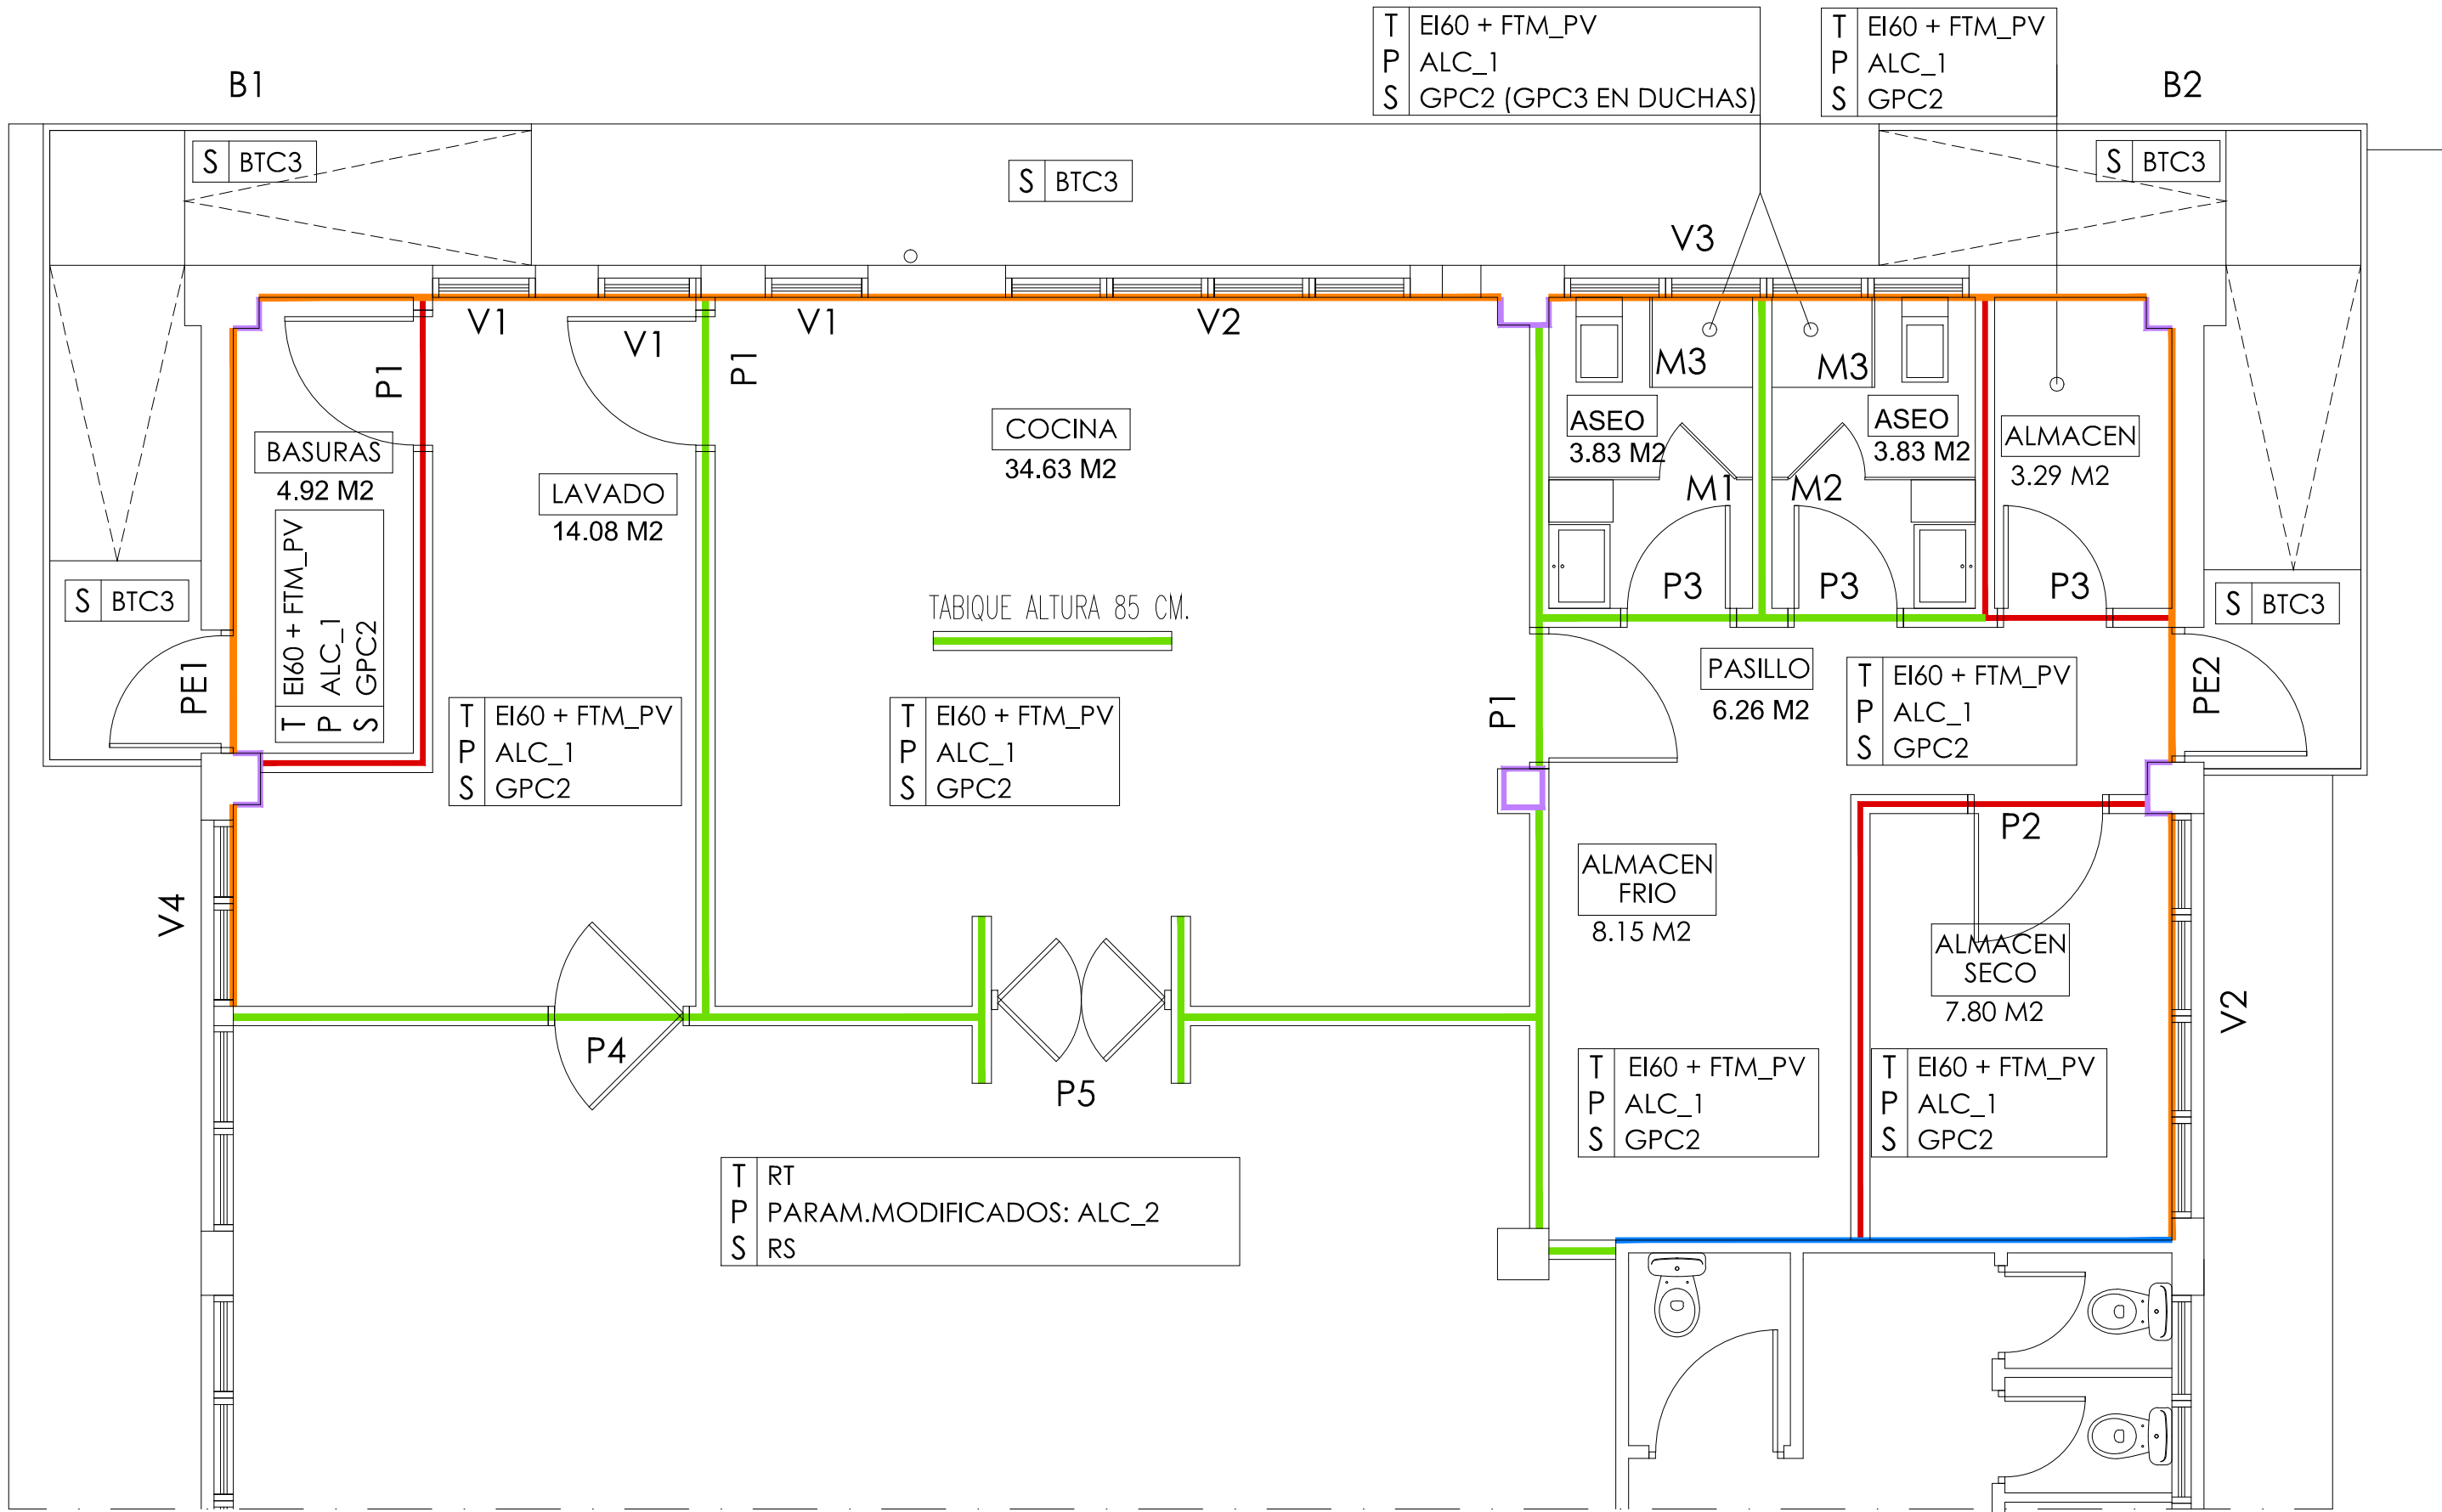 T EI60 + FTM_PV
P ALC_1
S GPC2 (GPC3 EN DUCHAS)
T EI60 + FTM_PV
P ALC_1
S GPC2
B1
B2
S BTC3
S BTC3
S BTC3
V3
V1
V1
V1
V2
P1
P1
M3
M3
ASEO
3.83 M2
ASEO
3.83 M2
ALMACEN
3.29 M2
COCINA
34.63 M2
BASURAS
4.92 M2
LAVADO
14.08 M2
M1
M2
T EI60 + FTM_PV
P ALC_1
S GPC2
S BTC3
P3
P3
P3
S BTC3
TABIQUE ALTURA 85 CM.
PE1
PASILLO
6.26 M2
T EI60 + FTM_PV
P ALC_1
S GPC2
PE2
P1
T EI60 + FTM_PV
P ALC_1
S GPC2
T EI60 + FTM_PV
P ALC_1
S GPC2
P2
ALMACEN
FRIO
8.15 M2
V4
ALMACEN
SECO
7.80 M2
V2
P4
P5
T EI60 + FTM_PV
P ALC_1
S GPC2
T EI60 + FTM_PV
P ALC_1
S GPC2
T RT
P PARAM.MODIFICADOS: ALC_2
S RS